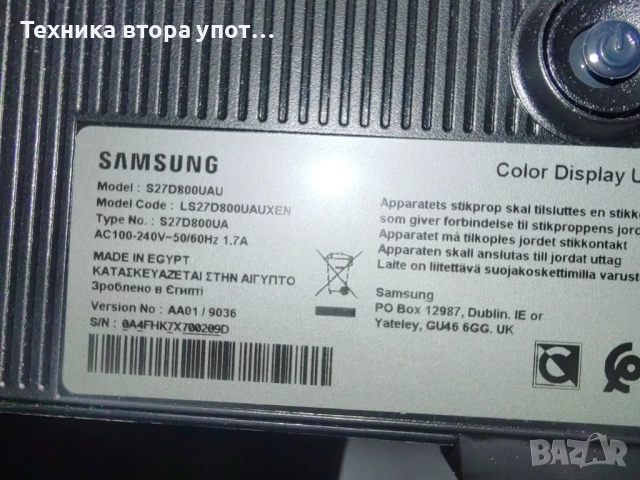 Техника втора упот...
SAMSUNG
Model : S27D800UAU
Model Code : LS27D800UAUXEN
Type No. : S27D800UA
AC100-240V~50/60Hz 1.7A
MADE IN EGYPT
ΚΑΤΑΣΚΕΥΑΖΕΤΑΙ ΣΤΗΝ ΑΙΓΥΠΤΟ
Зроблено в Єгипті
Version No : AA01 / 9036
S/N : 0A4FHK7X700209D
Color Display U
Apparatets stikprop skal tilsluttes en stikk
som giver forbindelse til stikproppens jord
Apparatet må tilkoples jordet stikkontakt
Apparaten skall anslutas till jordat uttag
Laite on liitettävä suojakoskettimilla varust
Samsung
PO Box 12987, Dublin. IE or
Yateley, GU46 6GG. UK
BAZAR